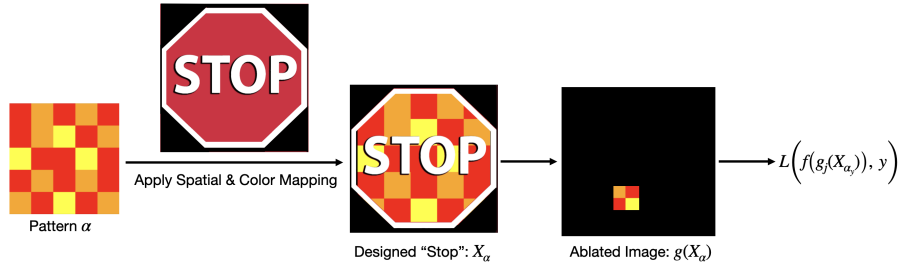 STOP
Apply Spatial & Color Mapping
Pattern α
STOP
Designed “Stop”: X_α
Ablated Image: g(X_α)
L(f(g_j(X_{α_y})), y)